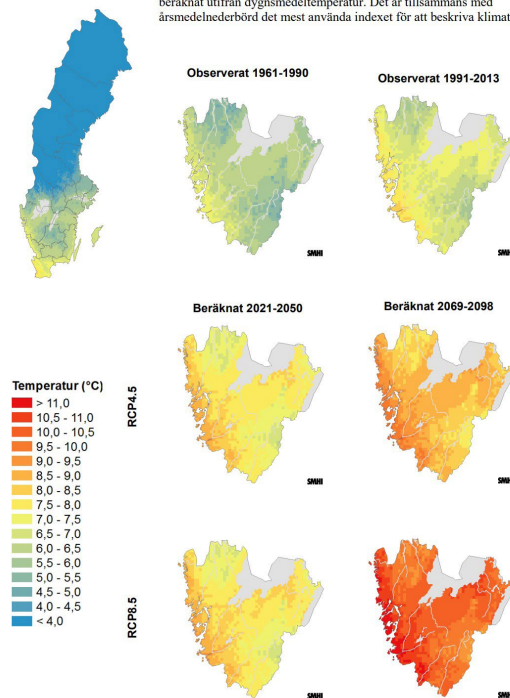 beräknat utifrån dygnsmedeltemperatur. Det är tillsammans med
årsmedelnederbörd det mest använda indexet för att beskriva klimat
Observerat 1961-1990
Observerat 1991-2013
SMHI
SMHI
Beräknat 2021-2050
Beräknat 2069-2098
RCP4.5
SMHI
SMHI
Temperatur (°C)
> 11,0
10,5 - 11,0
10,0 - 10,5
9,5 - 10,0
9,0 - 9,5
8,5 - 9,0
8,0 - 8,5
7,5 - 8,0
7,0 - 7,5
6,5 - 7,0
6,0 - 6,5
5,5 - 6,0
5,0 - 5,5
4,5 - 5,0
4,0 - 4,5
< 4,0
RCP8.5
SMHI
SMHI